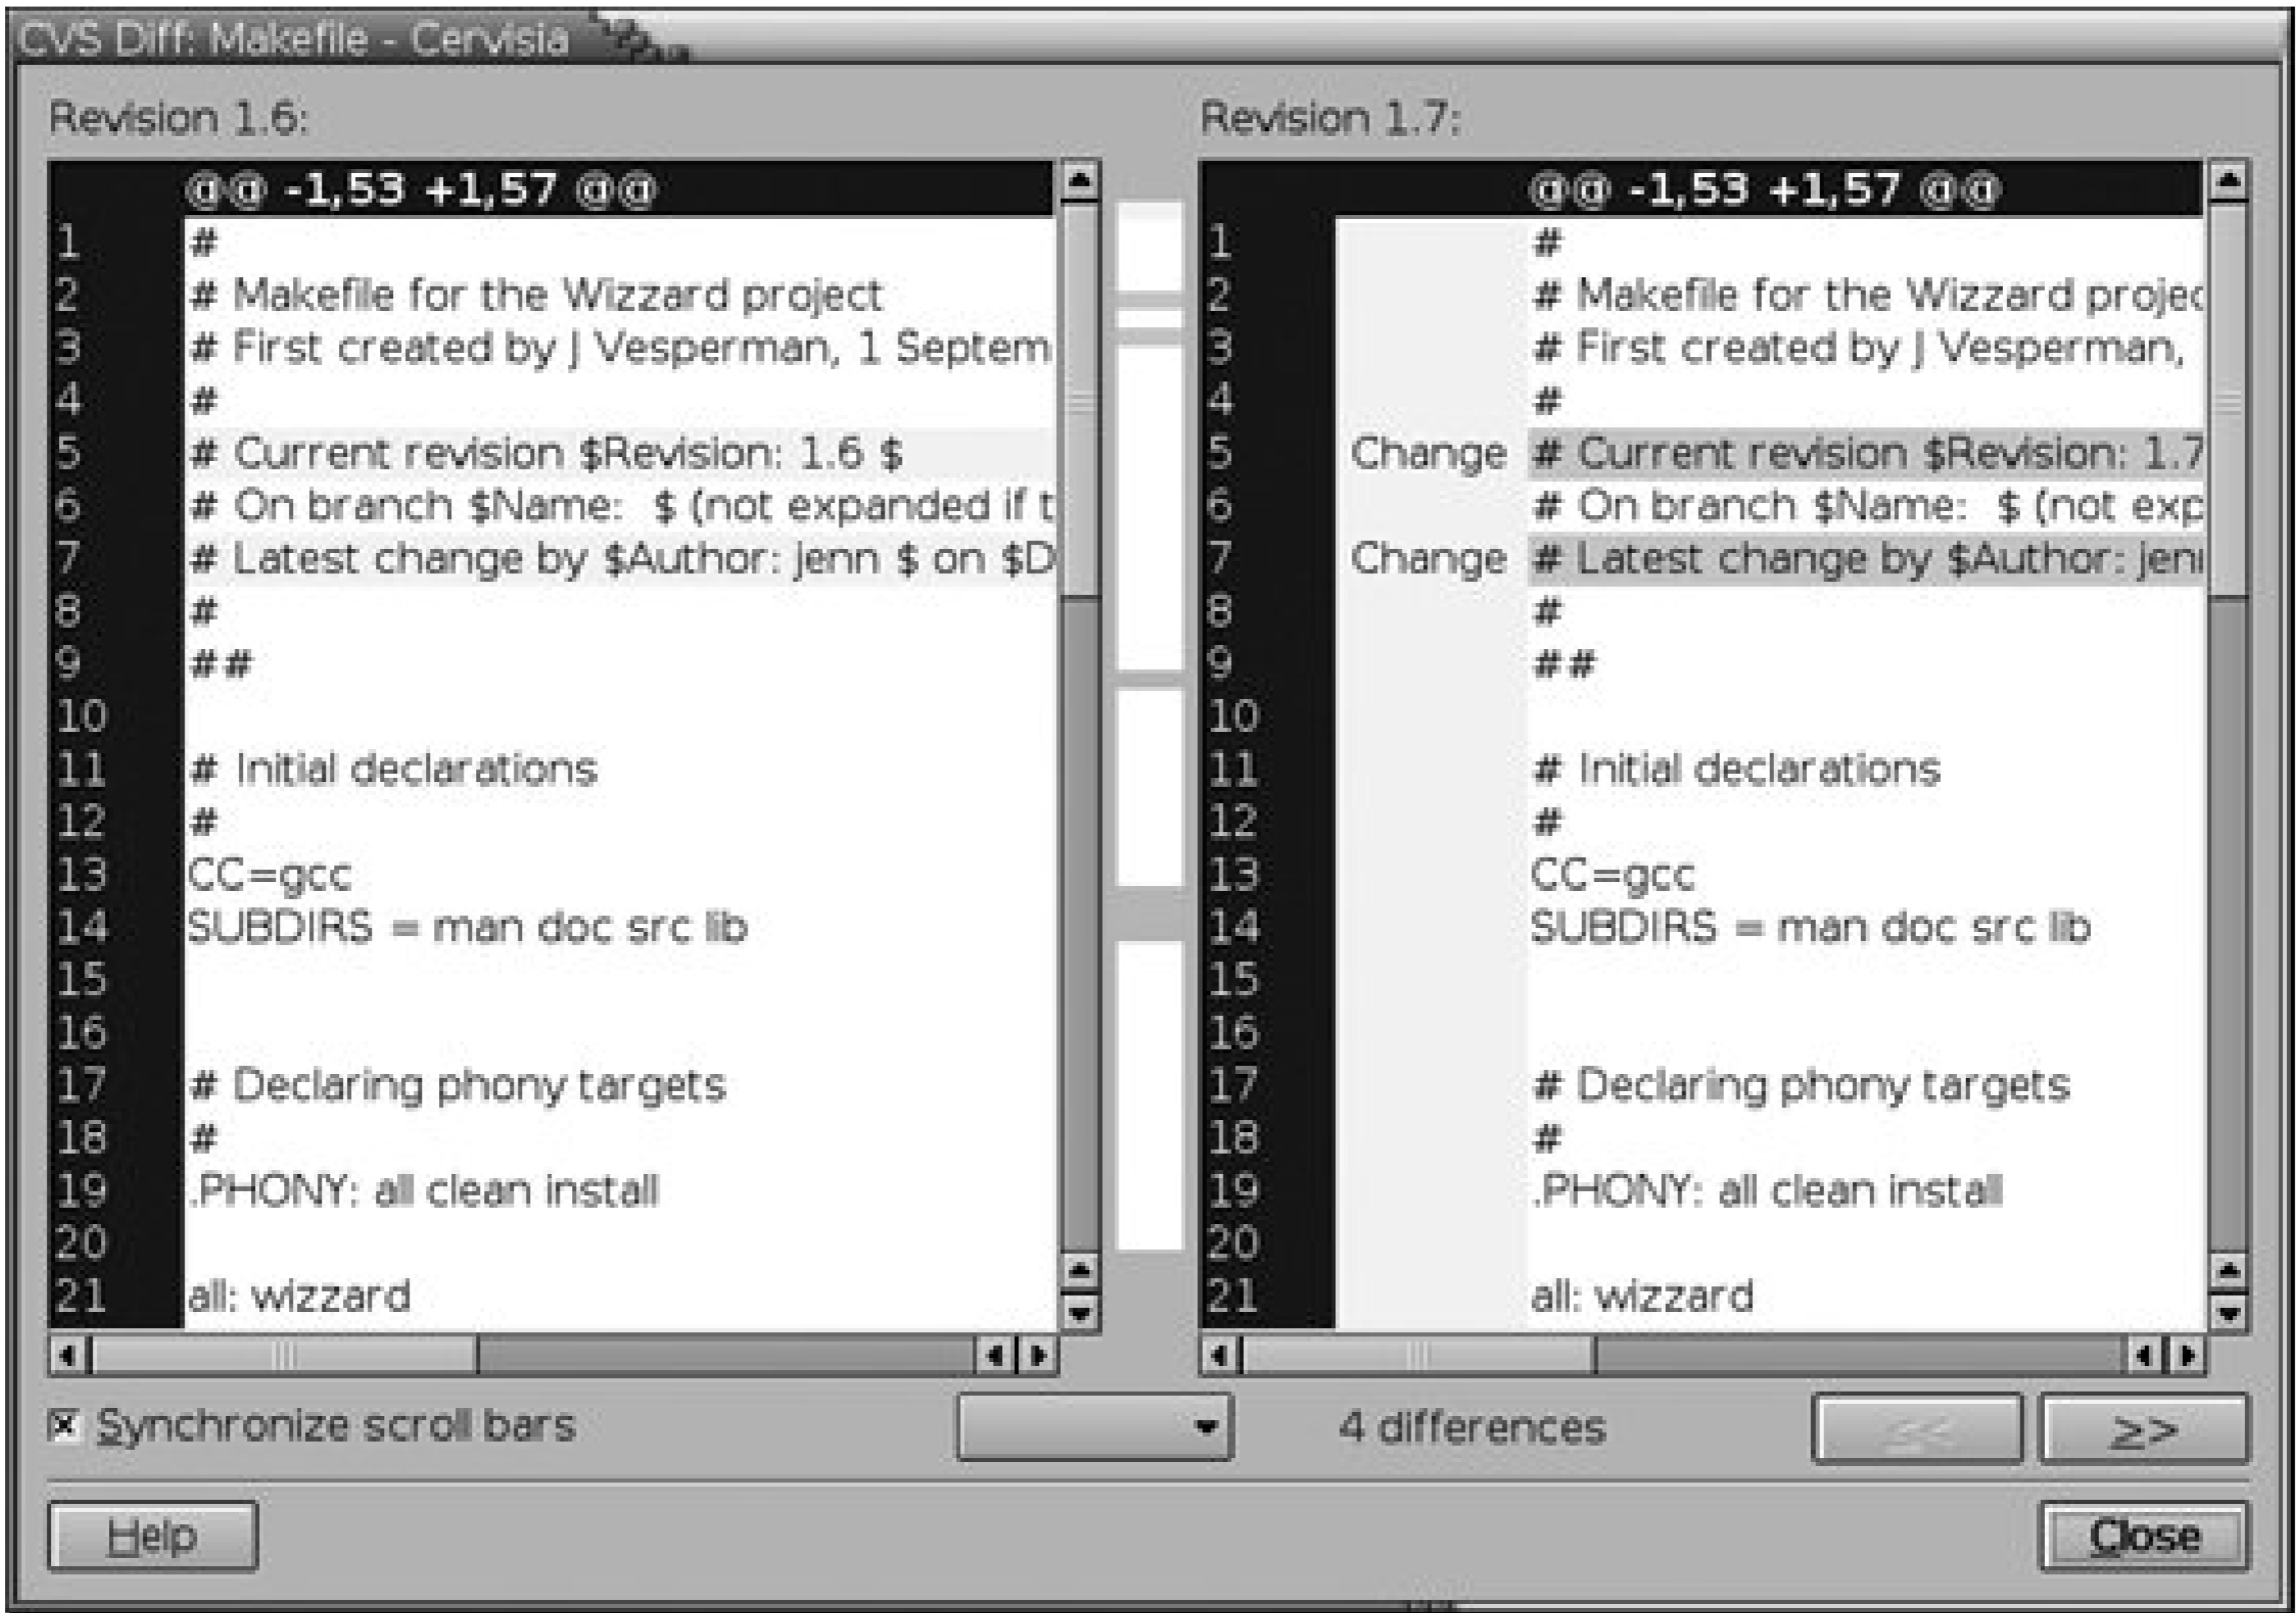 CVS Diff: Makefile - Cervisia
Revision 1.6:
@@ -1,53 +1,57 @@
1 #
2 # Makefile for the Wizzard project
3 # First created by J Vesperman, 1 Septem
4 #
5 # Current revision $Revision: 1.6 $
6 # On branch $Name:  $ (not expanded if t
7 # Latest change by $Author: jenn $ on $D
8 #
9 ##
10
11 # Initial declarations
12 #
13 CC=gcc
14 SUBDIRS = man doc src lib
15
16
17 # Declaring phony targets
18 #
19 .PHONY: all clean install
20
21 all: wizzard
Revision 1.7:
@@ -1,53 +1,57 @@
1 #
2 # Makefile for the Wizzard projec
3 # First created by J Vesperman,
4 #
5 Change # Current revision $Revision: 1.7
6 # On branch $Name:  $ (not exp
7 Change # Latest change by $Author: jenn
8 #
9 ##
10
11 # Initial declarations
12 #
13 CC=gcc
14 SUBDIRS = man doc src lib
15
16
17 # Declaring phony targets
18 #
19 .PHONY: all clean install
20
21 all: wizzard
Synchronize scroll bars
4 differences
<<
>>
Help
Close